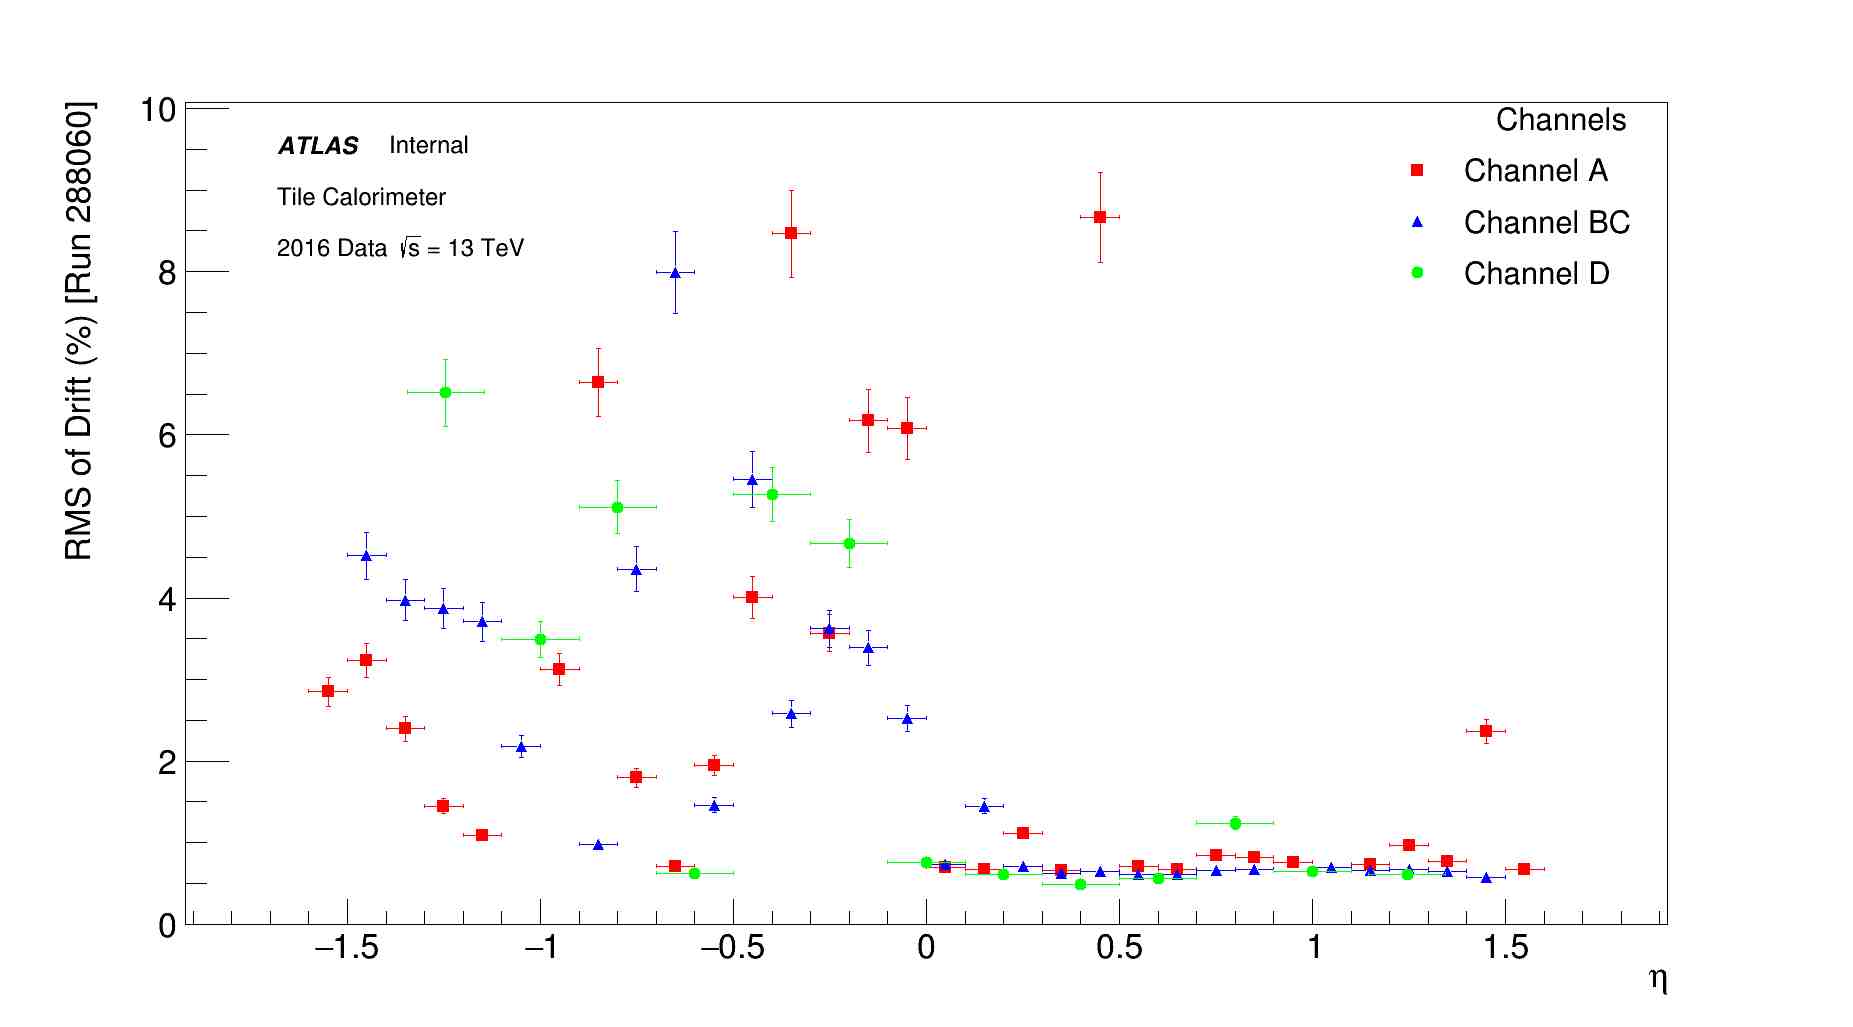 RMS of Drift (%) [Run 288060]
ATLAS Internal
Tile Calorimeter
2016 Data √s = 13 TeV
Channels
Channel A
Channel BC
Channel D
10
8
6
4
2
0
−1.5 −1 −0.5 0 0.5 1 1.5
η